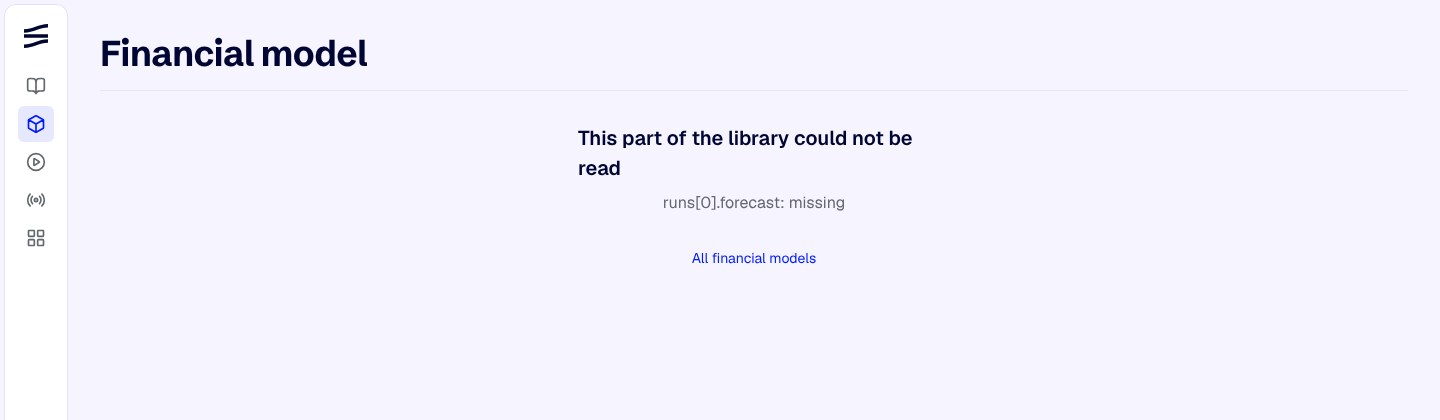 Financial model
This part of the library could not be
read
runs[0].forecast: missing
All financial models